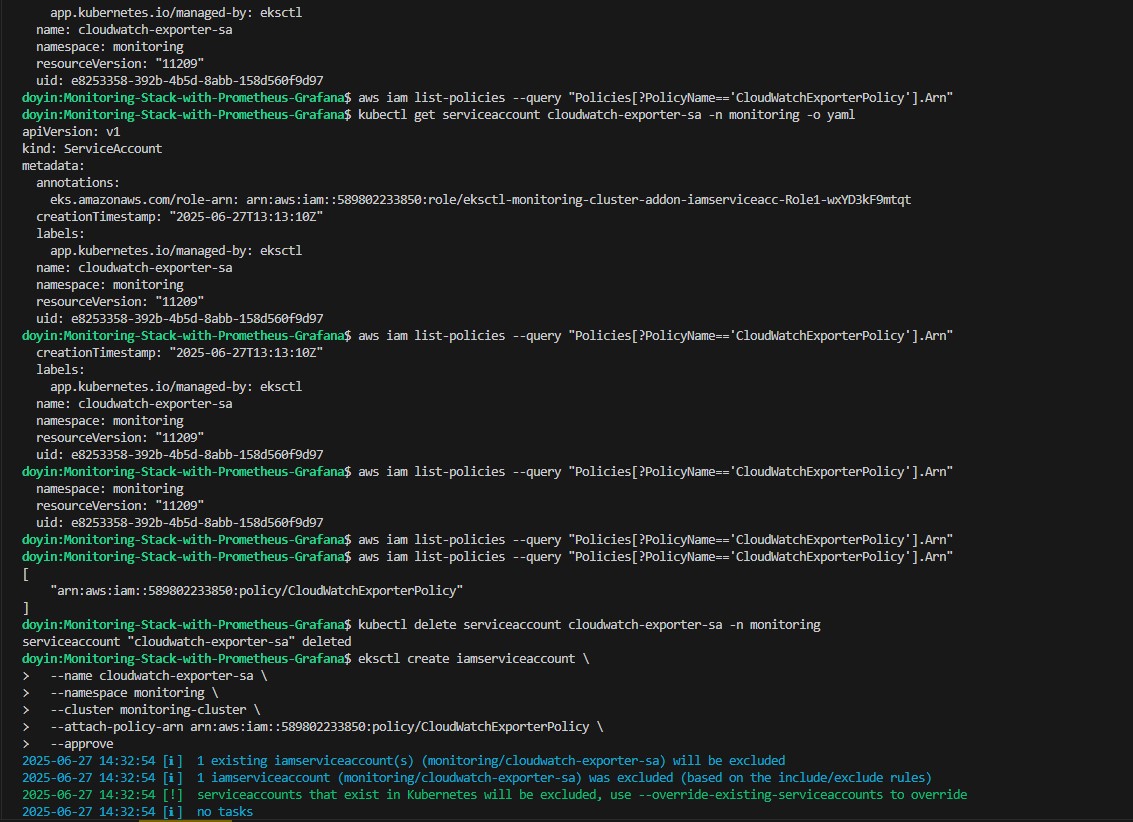 app.kubernetes.io/managed-by: eksctl
name: cloudwatch-exporter-sa
namespace: monitoring
resourceVersion: "11209"
uid: e8253358-392b-4b5d-8abb-158d560f9d97
doyin:Monitoring-Stack-with-Prometheus-Grafana$ aws iam list-policies --query "Policies[?PolicyName=='CloudWatchExporterPolicy'].Arn"
doyin:Monitoring-Stack-with-Prometheus-Grafana$ kubectl get serviceaccount cloudwatch-exporter-sa -n monitoring -o yaml
apiVersion: v1
kind: ServiceAccount
metadata:
  annotations:
    eks.amazonaws.com/role-arn: arn:aws:iam::589802233850:role/eksctl-monitoring-cluster-addon-iamserviceacc-Role1-wxYD3kF9mtqt
  creationTimestamp: "2025-06-27T13:13:10Z"
  labels:
    app.kubernetes.io/managed-by: eksctl
  name: cloudwatch-exporter-sa
  namespace: monitoring
  resourceVersion: "11209"
  uid: e8253358-392b-4b5d-8abb-158d560f9d97
doyin:Monitoring-Stack-with-Prometheus-Grafana$ aws iam list-policies --query "Policies[?PolicyName=='CloudWatchExporterPolicy'].Arn"
  creationTimestamp: "2025-06-27T13:13:10Z"
  labels:
    app.kubernetes.io/managed-by: eksctl
  name: cloudwatch-exporter-sa
  namespace: monitoring
  resourceVersion: "11209"
  uid: e8253358-392b-4b5d-8abb-158d560f9d97
doyin:Monitoring-Stack-with-Prometheus-Grafana$ aws iam list-policies --query "Policies[?PolicyName=='CloudWatchExporterPolicy'].Arn"
  namespace: monitoring
  resourceVersion: "11209"
  uid: e8253358-392b-4b5d-8abb-158d560f9d97
doyin:Monitoring-Stack-with-Prometheus-Grafana$ aws iam list-policies --query "Policies[?PolicyName=='CloudWatchExporterPolicy'].Arn"
doyin:Monitoring-Stack-with-Prometheus-Grafana$ aws iam list-policies --query "Policies[?PolicyName=='CloudWatchExporterPolicy'].Arn"
[
    "arn:aws:iam::589802233850:policy/CloudWatchExporterPolicy"
]
doyin:Monitoring-Stack-with-Prometheus-Grafana$ kubectl delete serviceaccount cloudwatch-exporter-sa -n monitoring
serviceaccount "cloudwatch-exporter-sa" deleted
doyin:Monitoring-Stack-with-Prometheus-Grafana$ eksctl create iamserviceaccount \
>   --name cloudwatch-exporter-sa \
>   --namespace monitoring \
>   --cluster monitoring-cluster \
>   --attach-policy-arn arn:aws:iam::589802233850:policy/CloudWatchExporterPolicy \
>   --approve
2025-06-27 14:32:54 [ℹ]  1 existing iamserviceaccount(s) (monitoring/cloudwatch-exporter-sa) will be excluded
2025-06-27 14:32:54 [ℹ]  1 iamserviceaccount (monitoring/cloudwatch-exporter-sa) was excluded (based on the include/exclude rules)
2025-06-27 14:32:54 [!]  serviceaccounts that exist in Kubernetes will be excluded, use --override-existing-serviceaccounts to override
2025-06-27 14:32:54 [ℹ]  no tasks